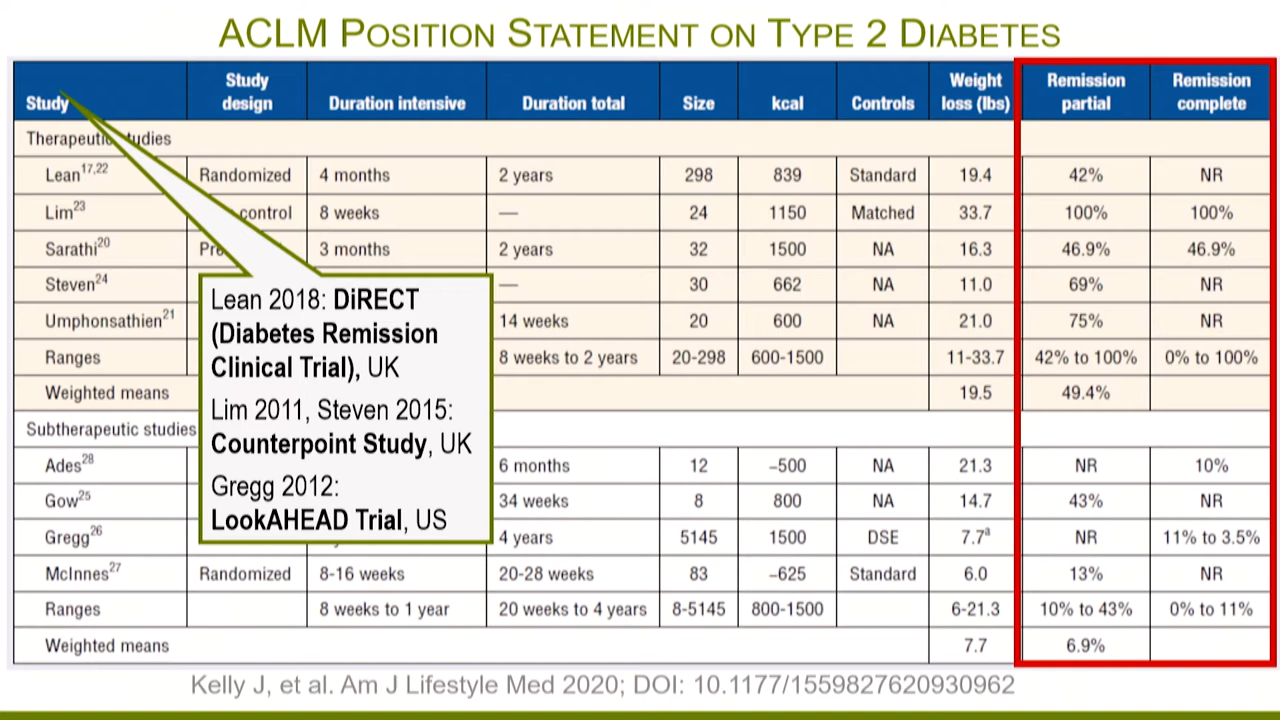 ACLM POSITION STATEMENT ON TYPE 2 DIABETES
Study Study design Duration intensive Duration total Size kcal Controls Weight loss (lbs) Remission partial Remission complete
Therapeutic studies
Lean17,22 Randomized 4 months 2 years 298 839 Standard 19.4 42% NR
Lim23 control 8 weeks — 24 1150 Matched 33.7 100% 100%
Sarathi20 3 months 2 years 32 1500 NA 16.3 46.9% 46.9%
Steven24 — 30 662 NA 11.0 69% NR
Umphonsathien21 14 weeks 20 600 NA 21.0 75% NR
Ranges 8 weeks to 2 years 20-298 600-1500 11-33.7 42% to 100% 0% to 100%
Weighted means 19.5 49.4%
Subtherapeutic studies
Ades28 6 months 12 –500 NA 21.3 NR 10%
Gow25 34 weeks 8 800 NA 14.7 43% NR
Gregg26 4 years 5145 1500 DSE 7.7a NR 11% to 3.5%
McInnes27 Randomized 8-16 weeks 20-28 weeks 83 –625 Standard 6.0 13% NR
Ranges 8 weeks to 1 year 20 weeks to 4 years 8-5145 800-1500 6-21.3 10% to 43% 0% to 11%
Weighted means 7.7 6.9%
Lean 2018: DiRECT
(Diabetes Remission
Clinical Trial), UK
Lim 2011, Steven 2015:
Counterpoint Study, UK
Gregg 2012:
LookAHEAD Trial, US
Kelly J, et al. Am J Lifestyle Med 2020; DOI: 10.1177/1559827620930962